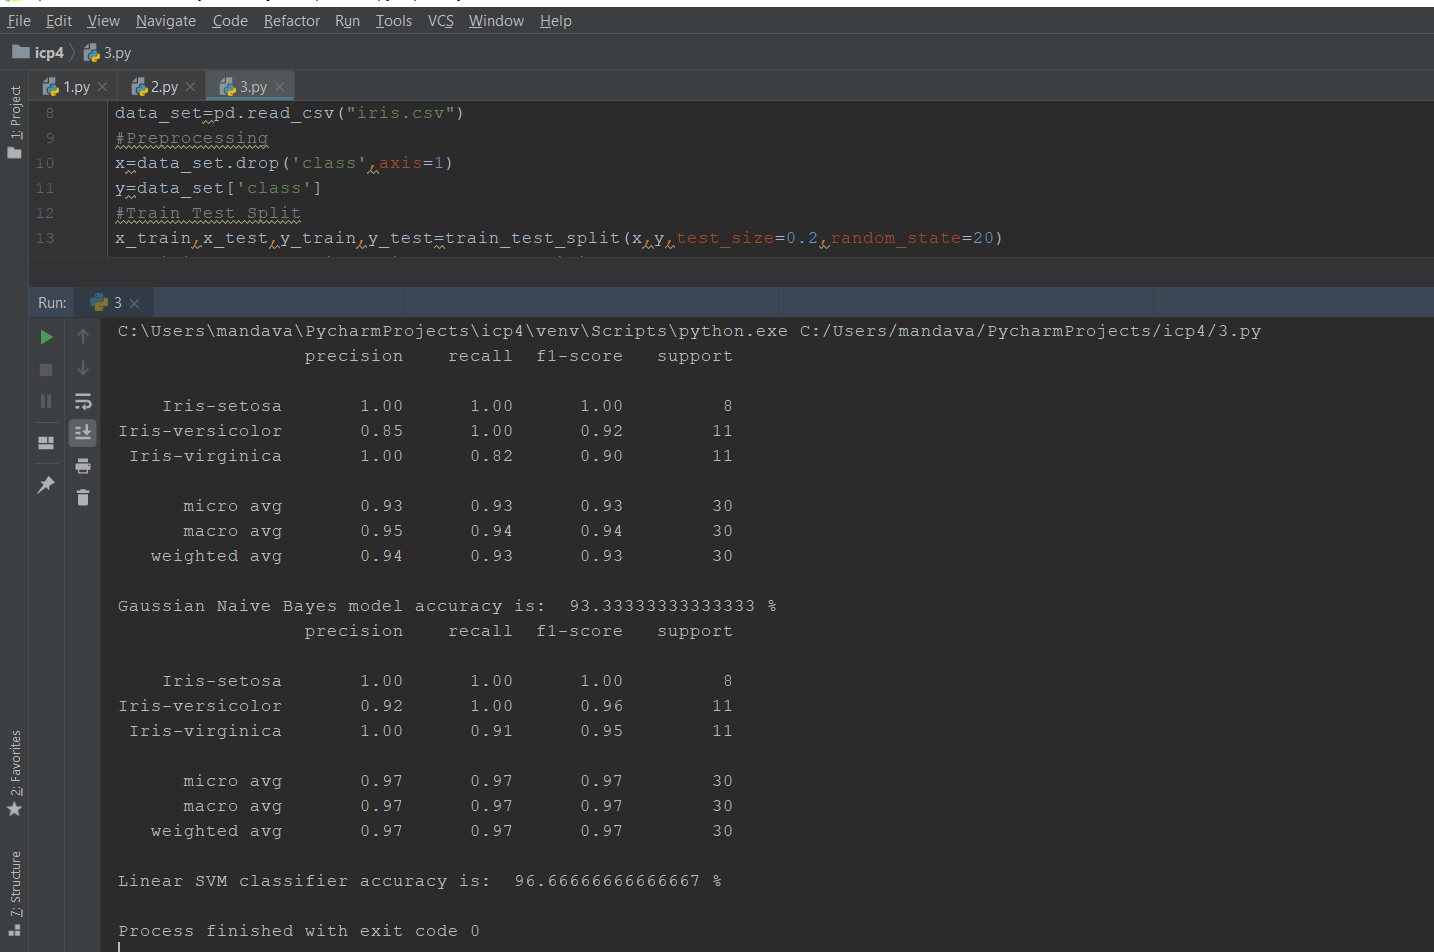 File Edit View Navigate Code Refactor Run Tools VCS Window Help
icp4 3.py
1: Project
1.py 2.py 3.py
8 data_set=pd.read_csv("iris.csv")
9 #Preprocessing
10 x=data_set.drop('class',axis=1)
11 y=data_set['class']
12 #Train Test Split
13 x_train,x_test,y_train,y_test=train_test_split(x,y,test_size=0.2,random_state=20)
Run: 3
C:\Users\mandava\PycharmProjects\icp4\venv\Scripts\python.exe C:/Users/mandava/PycharmProjects/icp4/3.py
precision recall f1-score support
Iris-setosa 1.00 1.00 1.00 8
Iris-versicolor 0.85 1.00 0.92 11
Iris-virginica 1.00 0.82 0.90 11
micro avg 0.93 0.93 0.93 30
macro avg 0.95 0.94 0.94 30
weighted avg 0.94 0.93 0.93 30
Gaussian Naive Bayes model accuracy is: 93.33333333333333 %
precision recall f1-score support
Iris-setosa 1.00 1.00 1.00 8
Iris-versicolor 0.92 1.00 0.96 11
Iris-virginica 1.00 0.91 0.95 11
micro avg 0.97 0.97 0.97 30
macro avg 0.97 0.97 0.97 30
weighted avg 0.97 0.97 0.97 30
Linear SVM classifier accuracy is: 96.66666666666667 %
Process finished with exit code 0
2: Favorites
7: Structure